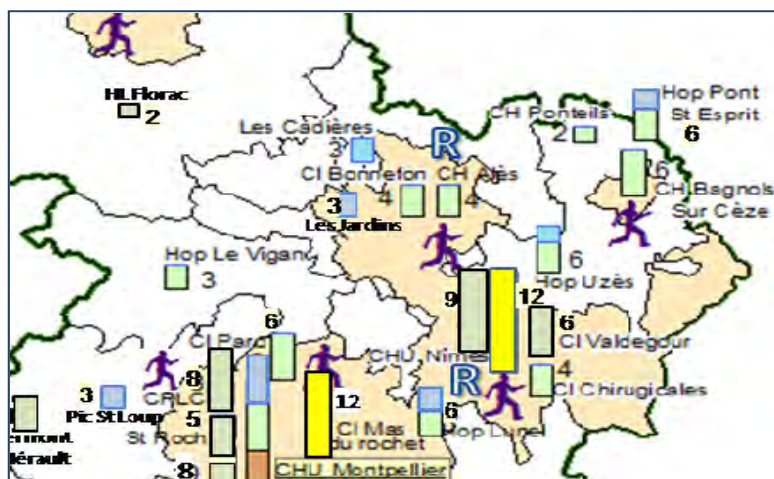 HL Florac
2
Hop Pont
St Esprit
6
CH Ponteils
2
Les Cadières
3
R
Cl Bonnefon CH Alès
4
4
3
Les Jardins
6
CH Bagnols
Sur Cèze
Hop Le Vigan
3
6
Hop Uzès
9
12
6
Cl Valdegour
Cl Parc
6
CHU Nîmes
R
4
Cl Chirugicales
3
Pic St Loup
8
CRLC
12
6
Hop Lunel
5
St Roch
Cl Mas
du rochet
8
CHU Montpellier
érault